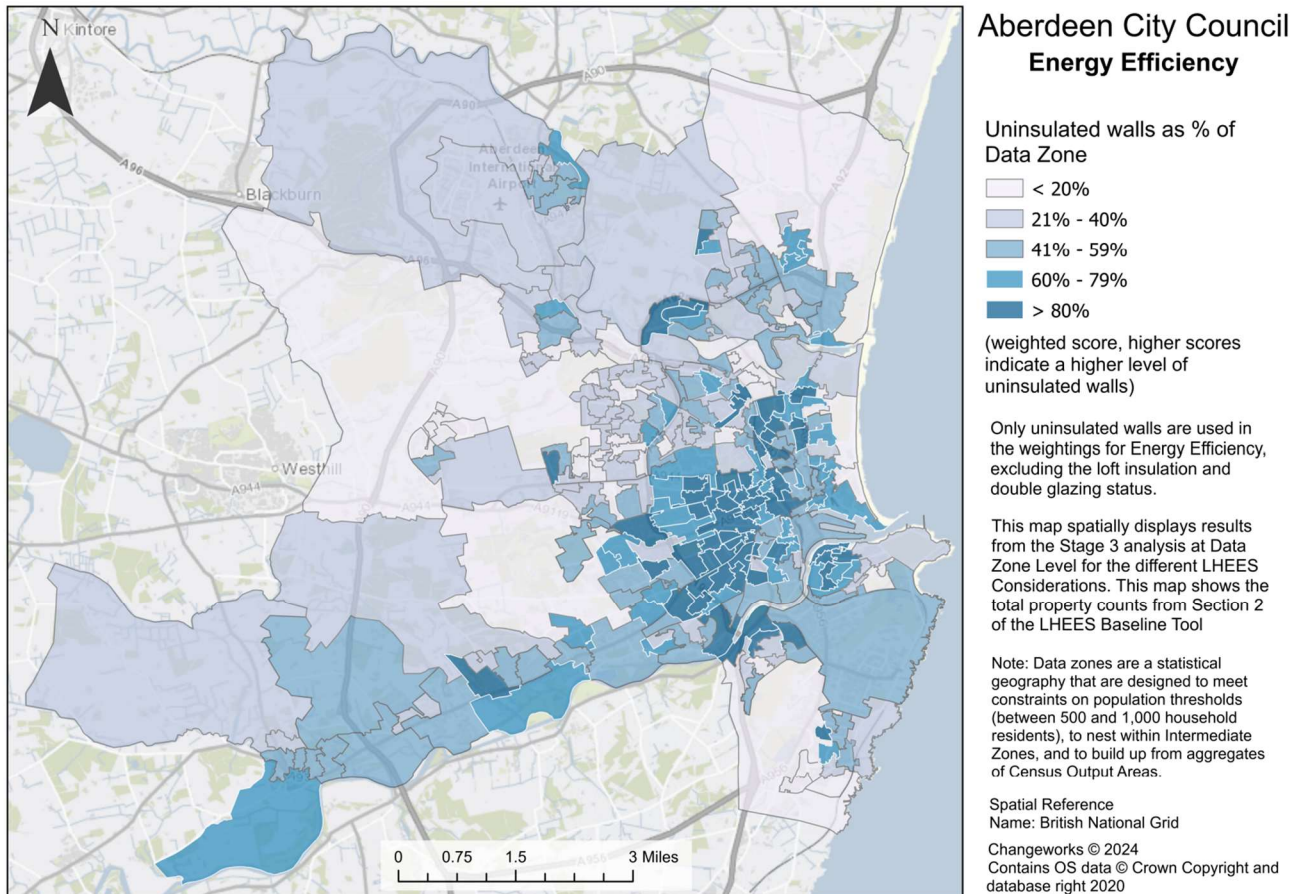 N
Kintore
A90
A96
Aberdeen
International
Airport
Blackburn
A96
Westhill
A944
A944
A956
0 0.75 1.5 3 Miles
Aberdeen City Council
Energy Efficiency
Uninsulated walls as % of
Data Zone
< 20%
21% - 40%
41% - 59%
60% - 79%
> 80%
(weighted score, higher scores
indicate a higher level of
uninsulated walls)
Only uninsulated walls are used in
the weightings for Energy Efficiency,
excluding the loft insulation and
double glazing status.
This map spatially displays results
from the Stage 3 analysis at Data
Zone Level for the different LHEES
Considerations. This map shows the
total property counts from Section 2
of the LHEES Baseline Tool
Note: Data zones are a statistical
geography that are designed to meet
constraints on population thresholds
(between 500 and 1,000 household
residents), to nest within Intermediate
Zones, and to build up from aggregates
of Census Output Areas.
Spatial Reference
Name: British National Grid
Changeworks © 2024
Contains OS data © Crown Copyright and
database right 2020